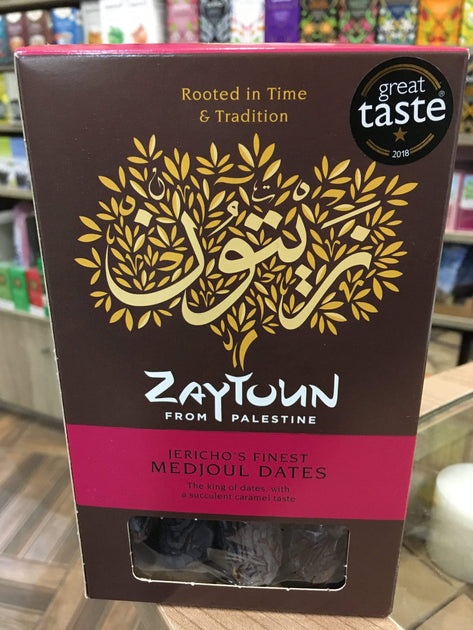 Rooted in Time
& Tradition
great
taste®
2018
زيتون
ZAYTOUN
FROM PALESTINE
JERICHO'S FINEST
MEDJOUL DATES
The king of dates, with
a succulent caramel taste